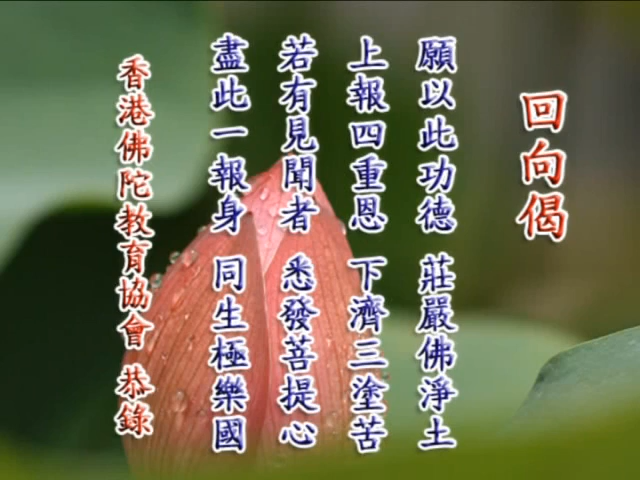 回向偈
願以此功德 莊嚴佛淨土
上報四重恩 下濟三塗苦
若有見聞者 悉發菩提心
盡此一報身 同生極樂國
香港佛陀教育協會 恭錄